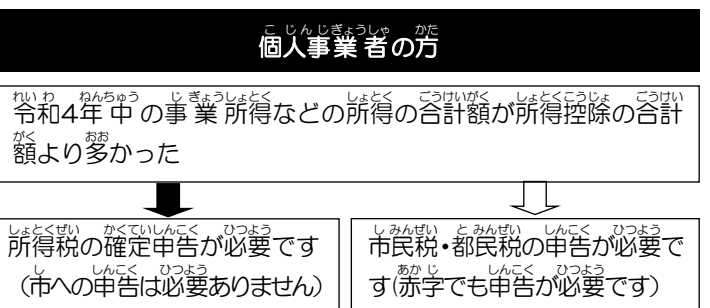 個人事業者の方
令和4年中の事業所得などの所得の合計額が所得控除の合計
額より多かった
所得税の確定申告が必要です
（市への申告は必要ありません）
市民税・都民税の申告が必要で
す（赤字でも申告が必要です）